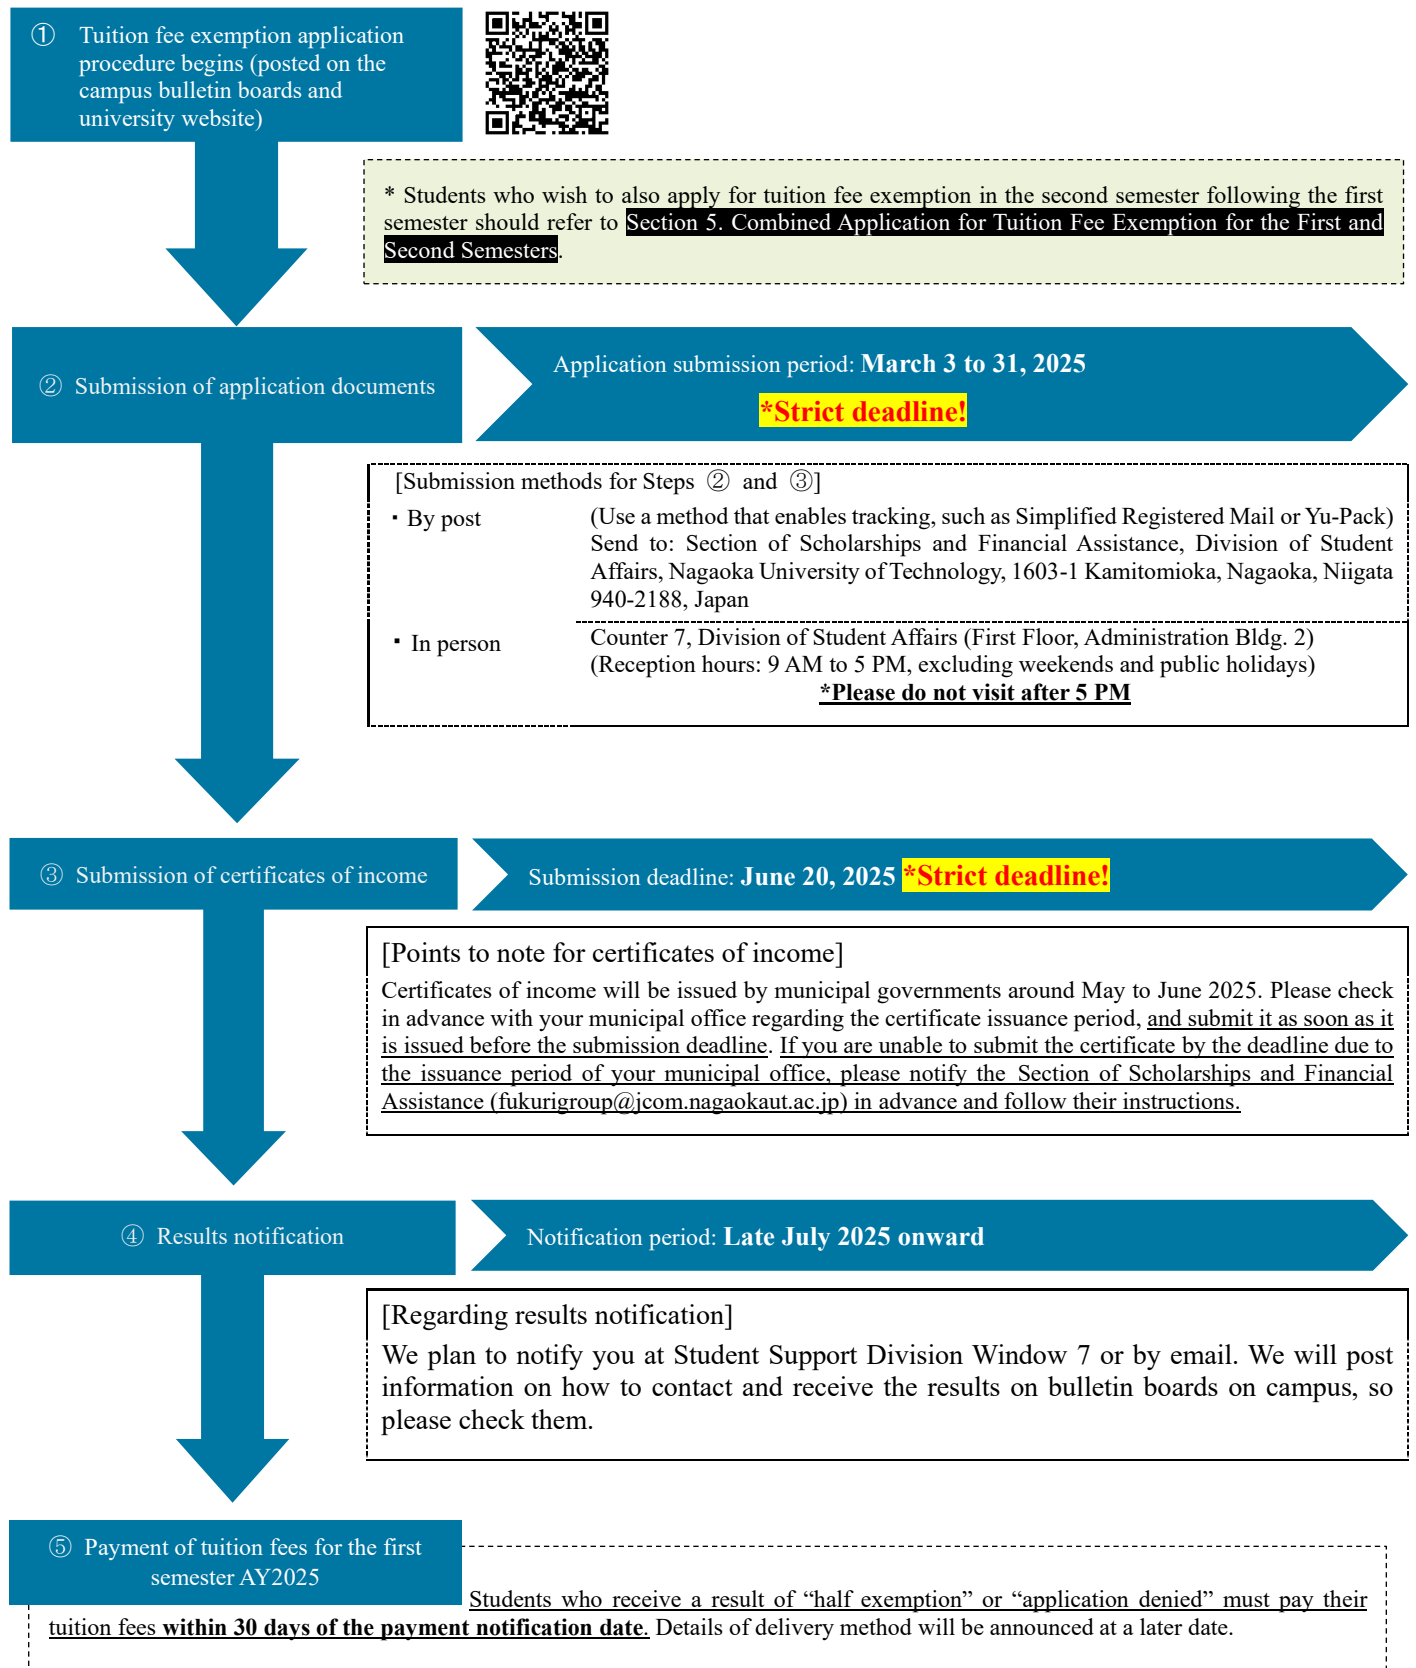 ① Tuition fee exemption application
procedure begins (posted on the
campus bulletin boards and
university website)
* Students who wish to also apply for tuition fee exemption in the second semester following the first
semester should refer to Section 5. Combined Application for Tuition Fee Exemption for the First and
Second Semesters.
② Submission of application documents
Application submission period: March 3 to 31, 2025
*Strict deadline!
[Submission methods for Steps ② and ③]
・By post
(Use a method that enables tracking, such as Simplified Registered Mail or Yu-Pack)
Send to: Section of Scholarships and Financial Assistance, Division of Student
Affairs, Nagaoka University of Technology, 1603-1 Kamitomioka, Nagaoka, Niigata
940-2188, Japan
・In person
Counter 7, Division of Student Affairs (First Floor, Administration Bldg. 2)
(Reception hours: 9 AM to 5 PM, excluding weekends and public holidays)
*Please do not visit after 5 PM
③ Submission of certificates of income
Submission deadline: June 20, 2025 *Strict deadline!
[Points to note for certificates of income]
Certificates of income will be issued by municipal governments around May to June 2025. Please check
in advance with your municipal office regarding the certificate issuance period, and submit it as soon as it
is issued before the submission deadline. If you are unable to submit the certificate by the deadline due to
the issuance period of your municipal office, please notify the Section of Scholarships and Financial
Assistance (fukurigroup@jcom.nagaokaut.ac.jp) in advance and follow their instructions.
④ Results notification
Notification period: Late July 2025 onward
[Regarding results notification]
We plan to notify you at Student Support Division Window 7 or by email. We will post
information on how to contact and receive the results on bulletin boards on campus, so
please check them.
⑤ Payment of tuition fees for the first
semester AY2025
Students who receive a result of “half exemption” or “application denied” must pay their
tuition fees within 30 days of the payment notification date. Details of delivery method will be announced at a later date.